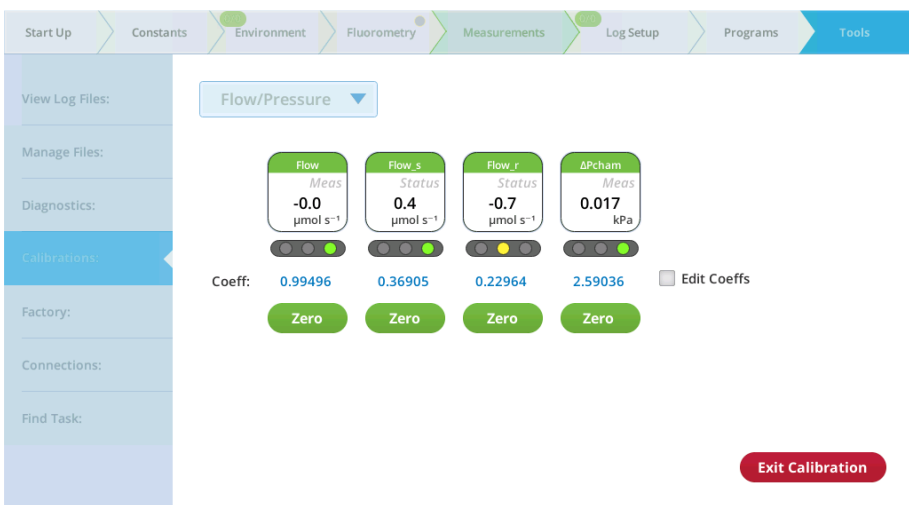 Start Up Constants Environment Fluorometry Measurements Log Setup Programs Tools
View Log Files:
Manage Files:
Diagnostics:
Calibrations:
Factory:
Connections:
Find Task:
Flow/Pressure
Flow Flow_s Flow_r ΔPcham
Meas Status Status Meas
-0.0 0.4 -0.7 0.017
μmol s⁻¹ μmol s⁻¹ μmol s⁻¹ kPa
Coeff: 0.99496 0.36905 0.22964 2.59036 Edit Coeffs
Zero Zero Zero Zero
Exit Calibration